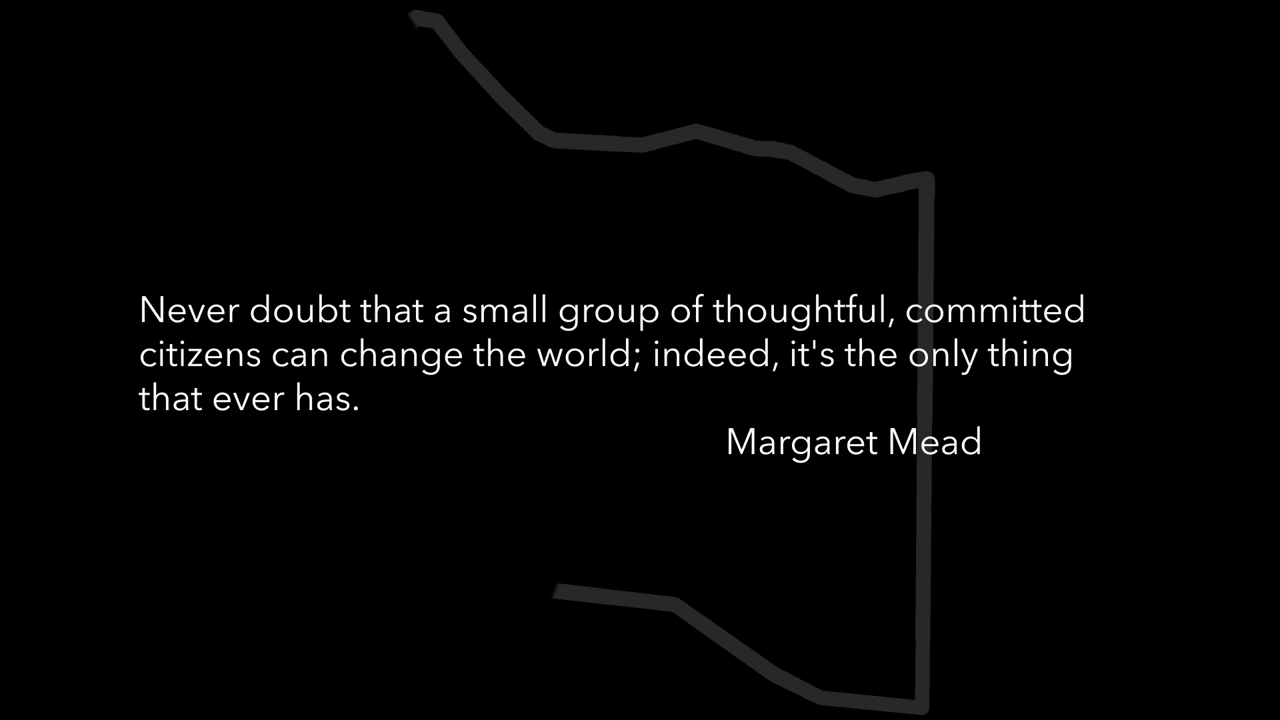 Never doubt that a small group of thoughtful, committed
citizens can change the world; indeed, it's the only thing
that ever has.
Margaret Mead